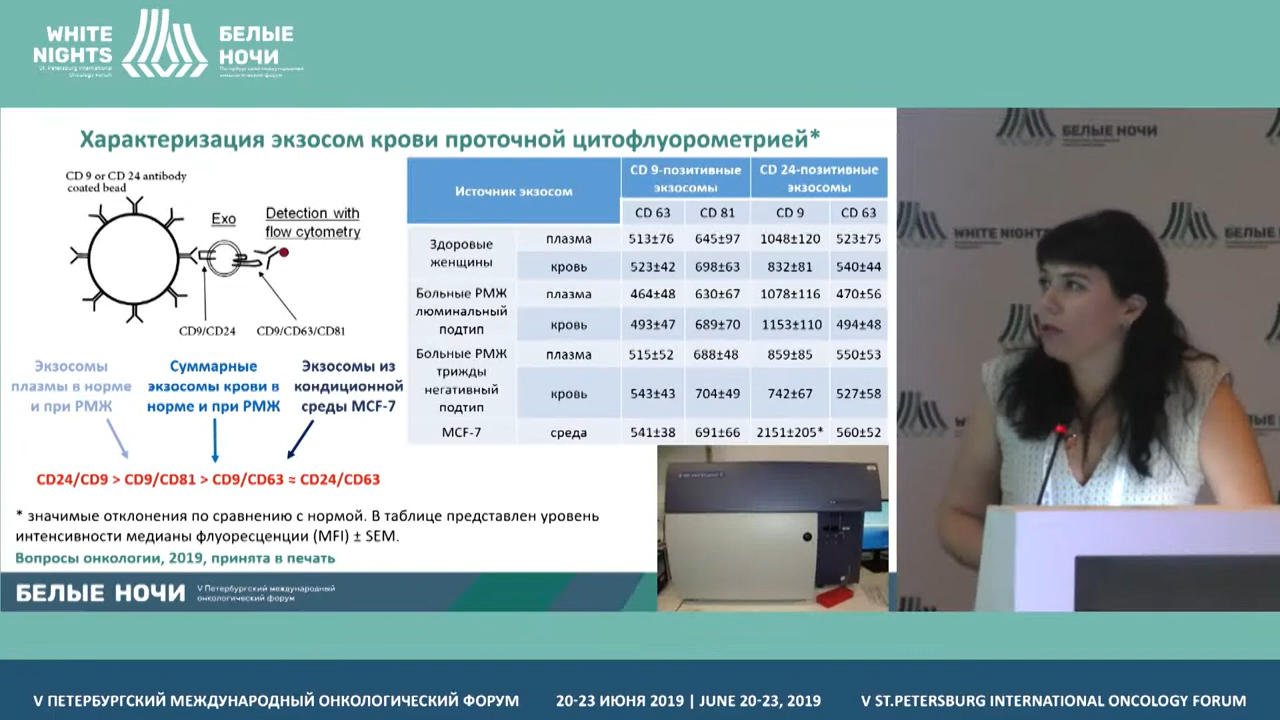 WHITE
NIGHTS
St. Petersburg International
Oncology Forum
БЕЛЫЕ
НОЧИ
Петербургский международный
онкологический форум
Характеризация экзосом крови проточной цитофлуорометрией*
CD 9 or CD 24 antibody
coated bead
Exo
Detection with
flow cytometry
CD9/CD24
CD9/CD63/CD81
Экзосомы
плазмы в норме
и при РМЖ
Суммарные
экзосомы крови в
норме и при РМЖ
Экзосомы из
кондиционной
среды MCF-7
CD24/CD9 > CD9/CD81 > CD9/CD63 ≈ CD24/CD63
Источник экзосом
CD 9-позитивные
экзосомы
CD 24-позитивные
экзосомы
CD 63 CD 81 CD 9 CD 63
Здоровые
женщины
плазма 513±76 645±97 1048±120 523±75
кровь 523±42 698±63 832±81 540±44
Больные РМЖ
люминальный
подтип
плазма 464±48 630±67 1078±116 470±56
кровь 493±47 689±70 1153±110 494±48
Больные РМЖ
трижды
негативный
подтип
плазма 515±52 688±48 859±85 550±53
кровь 543±43 704±49 742±67 527±58
MCF-7 среда 541±38 691±66 2151±205* 560±52
* значимые отклонения по сравнению с нормой. В таблице представлен уровень
интенсивности медианы флуоресценции (MFI) ± SEM.
Вопросы онкологии, 2019, принята в печать
БЕЛЫЕ НОЧИ
V Петербургский международный
онкологический форум
БЕЛЫЕ НОЧИ
WHITE NIGHTS
БЕЛЫЕ
V ПЕТЕРБУРГСКИЙ МЕЖДУНАРОДНЫЙ ОНКОЛОГИЧЕСКИЙ ФОРУМ
20-23 ИЮНЯ 2019 | JUNE 20-23, 2019
V ST.PETERSBURG INTERNATIONAL ONCOLOGY FORUM